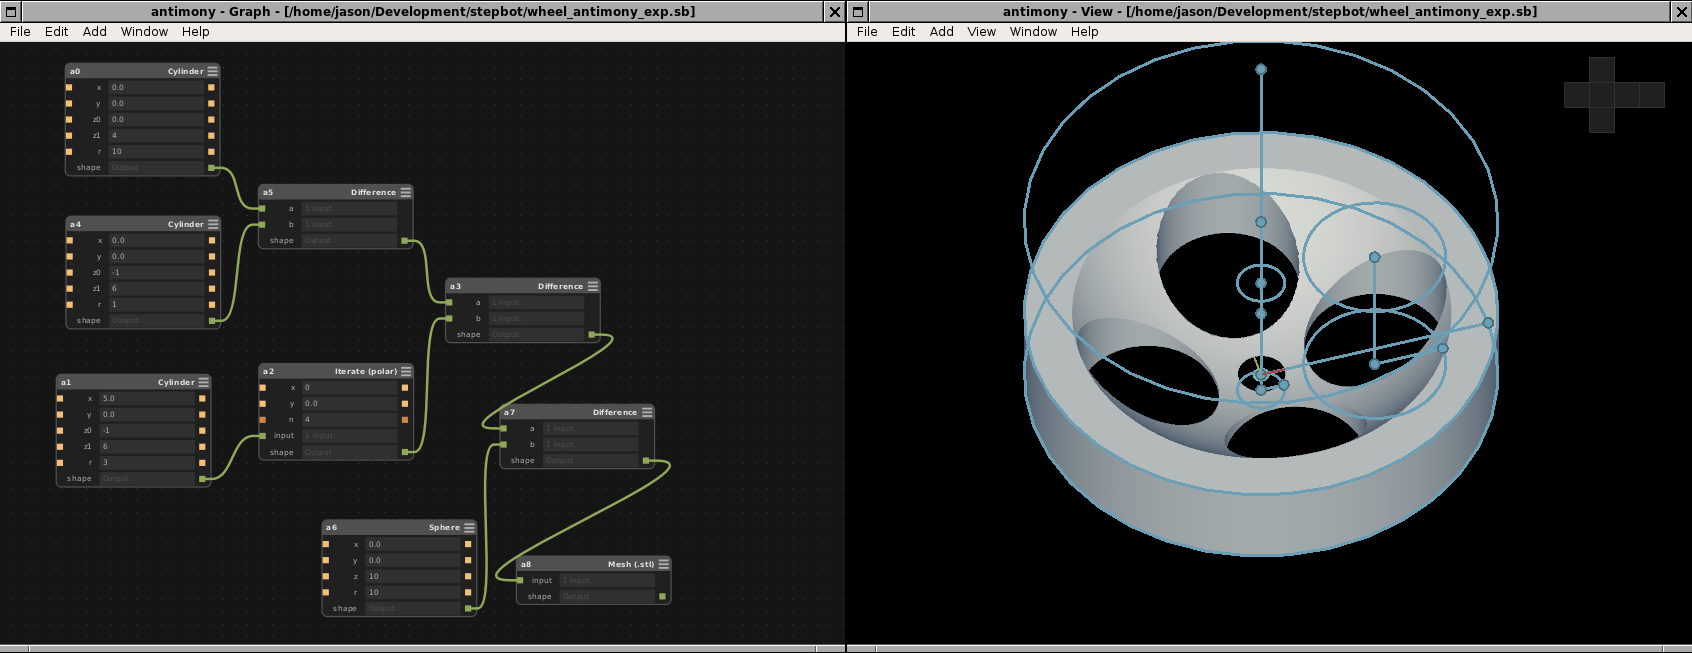 antimony - Graph - [/home/jason/Development/stepbot/wheel_antimony_exp.sb]
File Edit Add Window Help
a0 Cylinder
x 0.0
y 0.0
z0 0.0
z1 4
r 10
shape Output
a4 Cylinder
x 0.0
y 0.0
z0 -1
z1 6
r 1
shape Output
a1 Cylinder
x 5.0
y 0.0
z0 -1
z1 6
r 3
shape Output
a5 Difference
a 1 input.
b 1 input.
shape Output
a2 Iterate (polar)
x 0
y 0.0
n 4
input 1 input.
shape Output
a6 Sphere
x 0.0
y 0.0
z 10
r 10
shape Output
a3 Difference
a 1 input.
b 1 input.
shape Output
a7 Difference
a 1 input.
b 1 input.
shape Output
a8 Mesh (.stl)
input 1 input.
shape Output
antimony - View - [/home/jason/Development/stepbot/wheel_antimony_exp.sb]
File Edit Add View Window Help